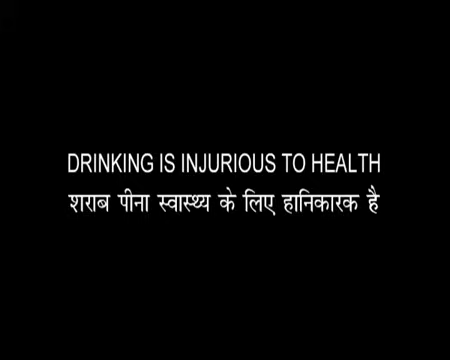 DRINKING IS INJURIOUS TO HEALTH
शराब पीना स्वास्थ्य के लिए हानिकारक है